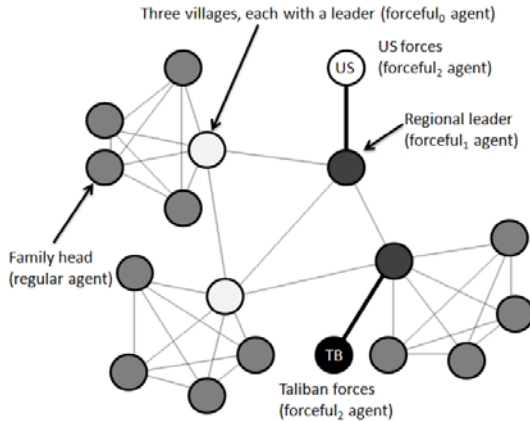 Three villages, each with a leader (forceful₀ agent)
US forces
(forceful₂ agent)
US
Regional leader
(forceful₁ agent)
Family head
(regular agent)
TB
Taliban forces
(forceful₂ agent)